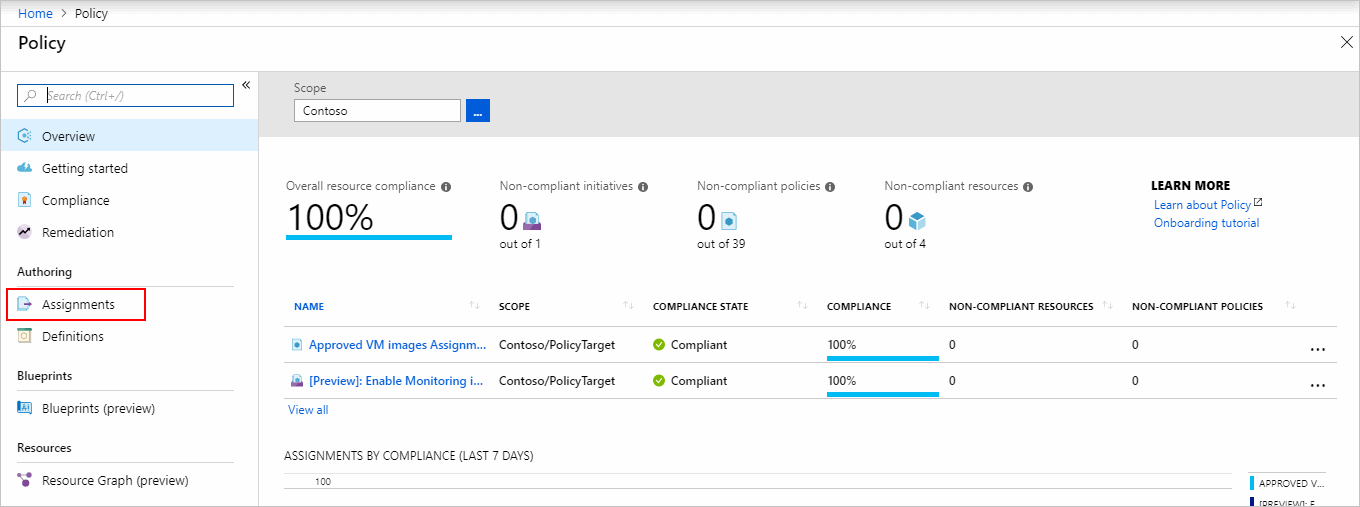 Home > Policy
Policy
Search (Ctrl+/)
«
Overview
Getting started
Compliance
Remediation
Authoring
Assignments
Definitions
Blueprints
Blueprints (preview)
Resources
Resource Graph (preview)
Scope
Contoso
...
Overall resource compliance
100%
Non-compliant initiatives
0
out of 1
Non-compliant policies
0
out of 39
Non-compliant resources
0
out of 4
LEARN MORE
Learn about Policy
Onboarding tutorial
NAME SCOPE COMPLIANCE STATE COMPLIANCE NON-COMPLIANT RESOURCES NON-COMPLIANT POLICIES
Approved VM images Assignm... Contoso/PolicyTarget Compliant 100% 0 0 ...
[Preview]: Enable Monitoring i... Contoso/PolicyTarget Compliant 100% 0 0 ...
View all
ASSIGNMENTS BY COMPLIANCE (LAST 7 DAYS)
100
APPROVED V...
[PREVIEW]: E...